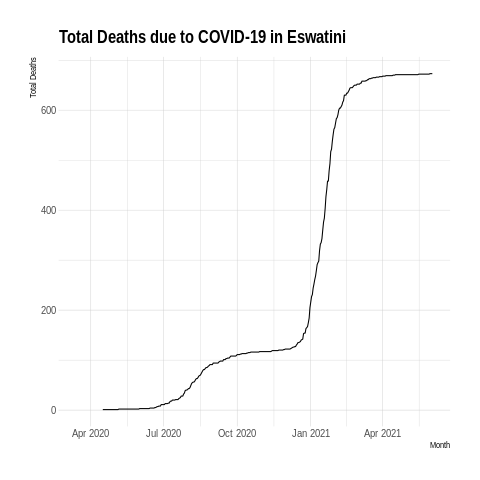 Total Deaths due to COVID-19 in Eswatini
Total Deaths
600
400
200
0
Apr 2020 Jul 2020 Oct 2020 Jan 2021 Apr 2021
Month